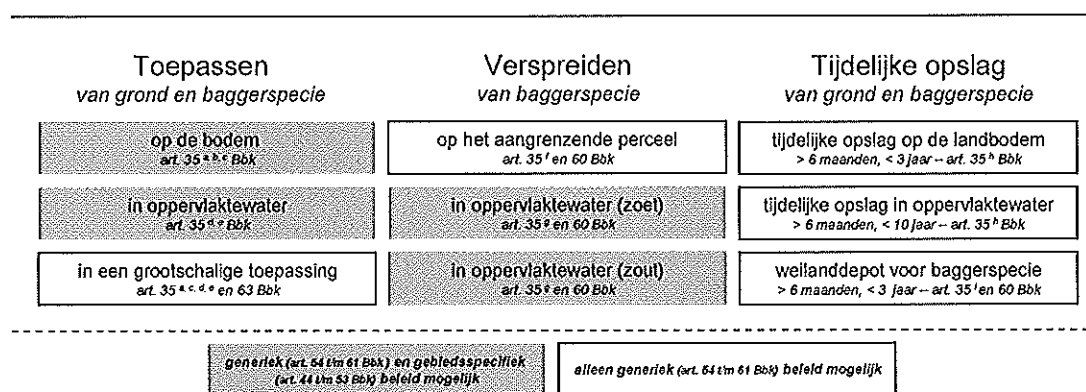 Toepassen
van grond en baggerspecie
op de bodem
art. 35 a, b, e Bbk
in oppervlaktewater
art. 35 d, e Bbk
in een grootschalige toepassing
art. 35 a, c, d, e en 63 Bbk
Verspreiden
van baggerspecie
op het aangrenzende perceel
art. 35 f en 60 Bbk
in oppervlaktewater (zoet)
art. 35 g en 60 Bbk
in oppervlaktewater (zout)
art. 35 g en 60 Bbk
Tijdelijke opslag
van grond en baggerspecie
tijdelijke opslag op de landbodem
> 6 maanden, < 3 jaar – art. 35 h Bbk
tijdelijke opslag in oppervlaktewater
> 6 maanden, < 10 jaar – art. 35 h Bbk
weilanddepot voor baggerspecie
> 6 maanden, < 3 jaar – art. 35 i en 60 Bbk
generiek (art. 54 t/m 61 Bbk) en gebiedsspecifiek
(art. 44 t/m 53 Bbk) beleid mogelijk
alleen generiek (art. 54 t/m 61 Bbk) beleid mogelijk